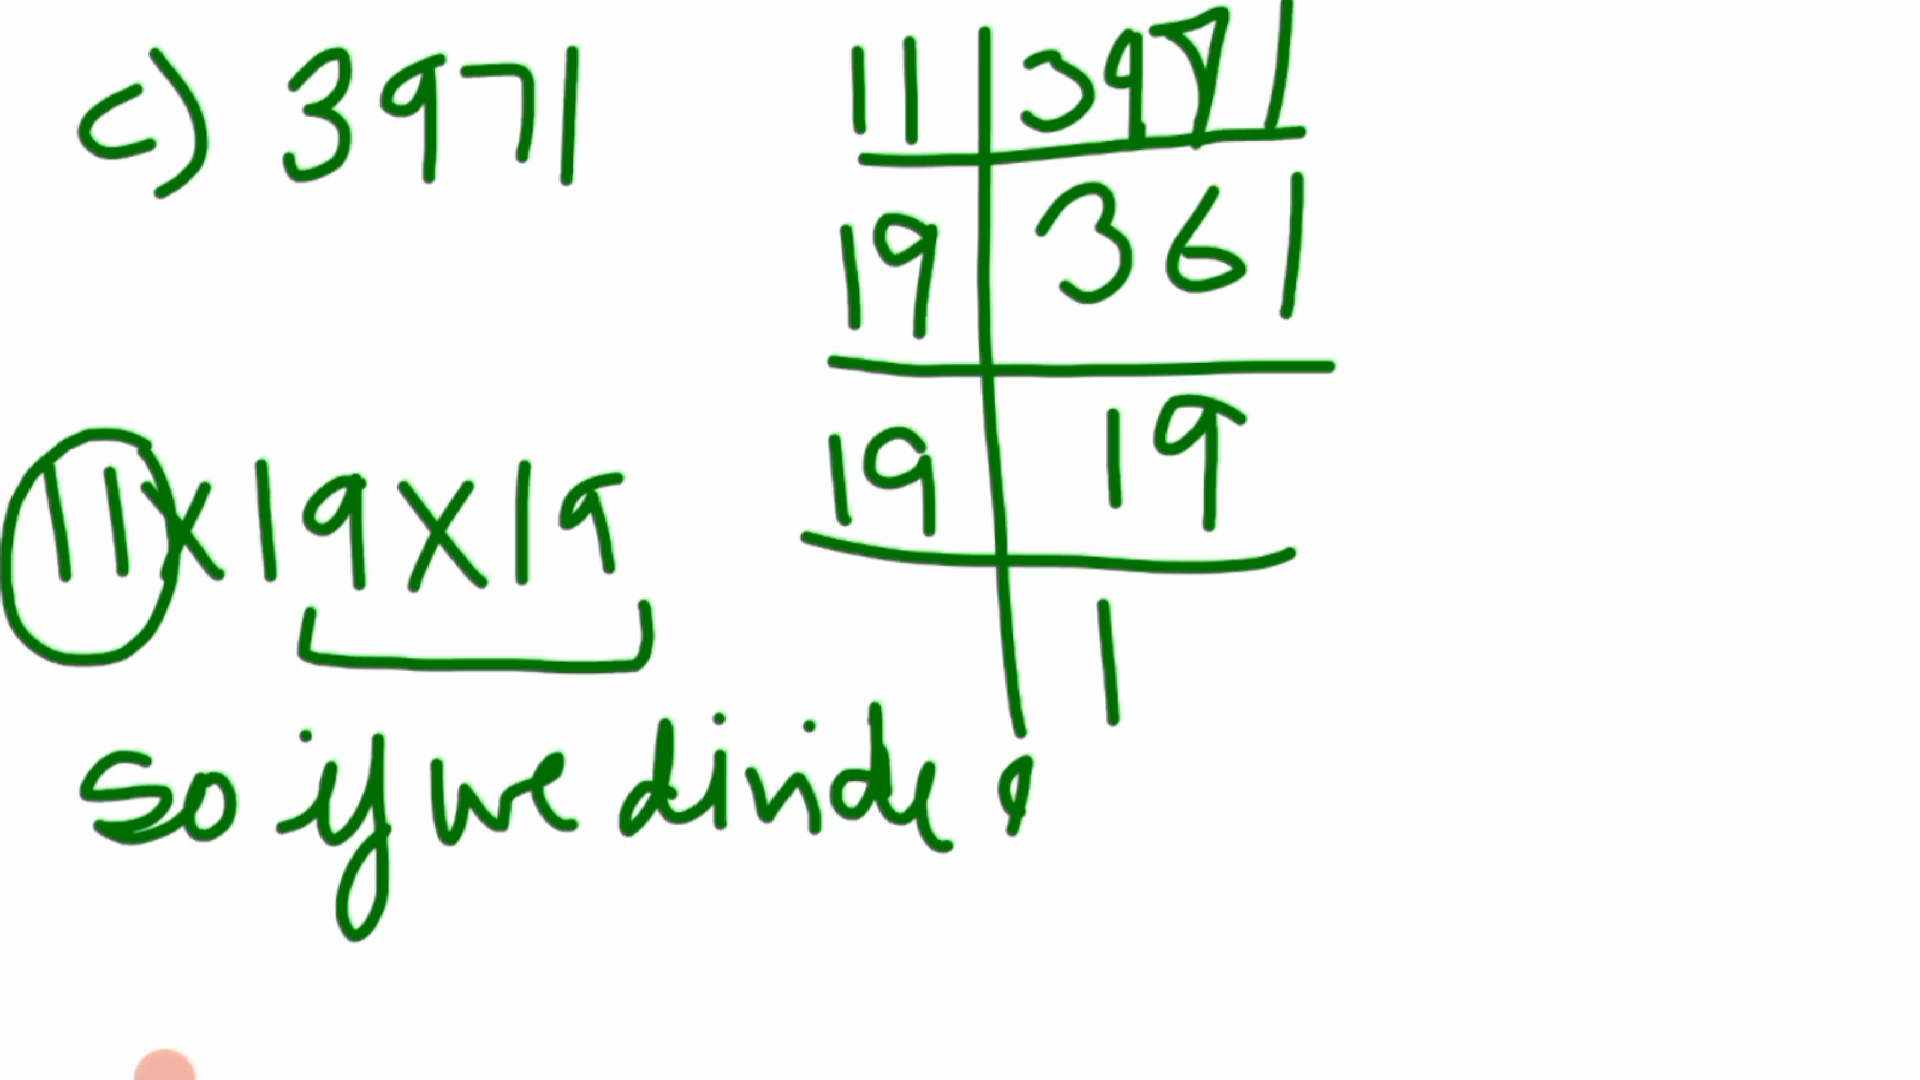 c) 3971
11 | 3971
19 | 361
19 | 19
1
11 x 19 x 19
so if we divide